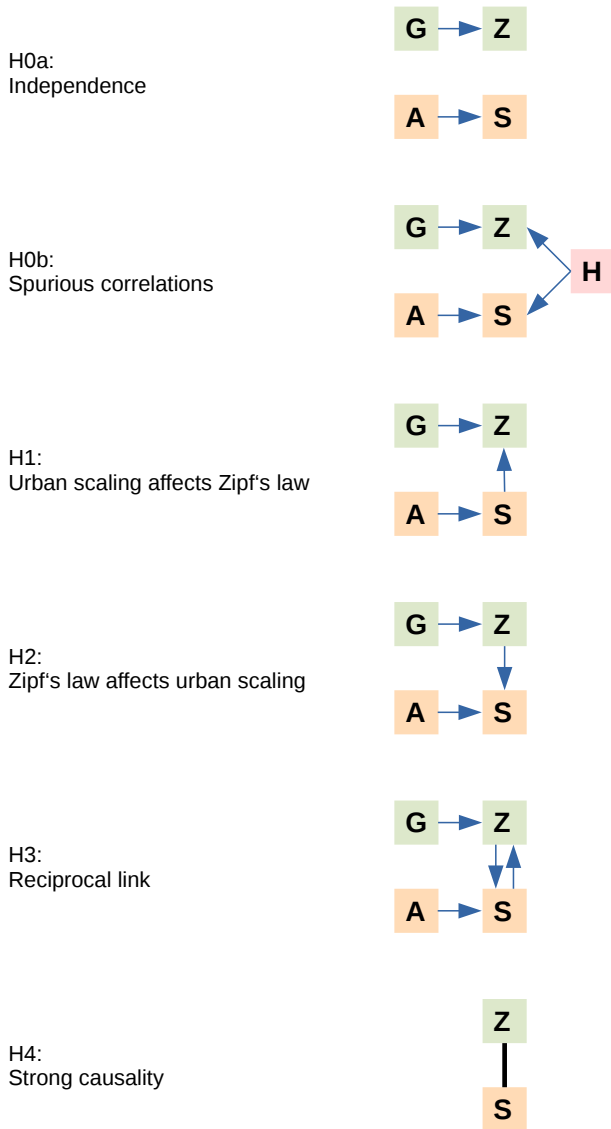 G Z
H0a:
Independence
A S
G Z
H0b:
Spurious correlations
H
A S
G Z
H1:
Urban scaling affects Zipf‘s law
A S
G Z
H2:
Zipf‘s law affects urban scaling
A S
G Z
H3:
Reciprocal link
A S
Z
H4:
Strong causality
S